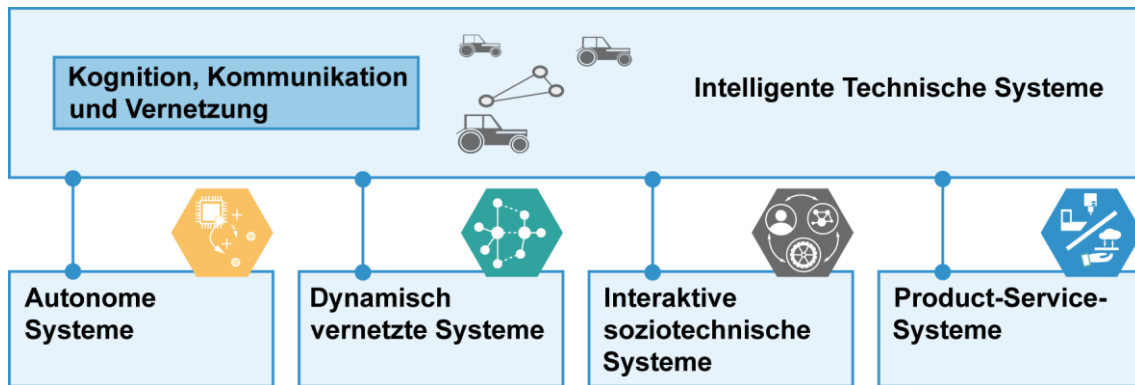 Kognition, Kommunikation
und Vernetzung
Intelligente Technische Systeme
Autonome
Systeme
Dynamisch
vernetzte Systeme
Interaktive
soziotechnische
Systeme
Product-Service-
Systeme